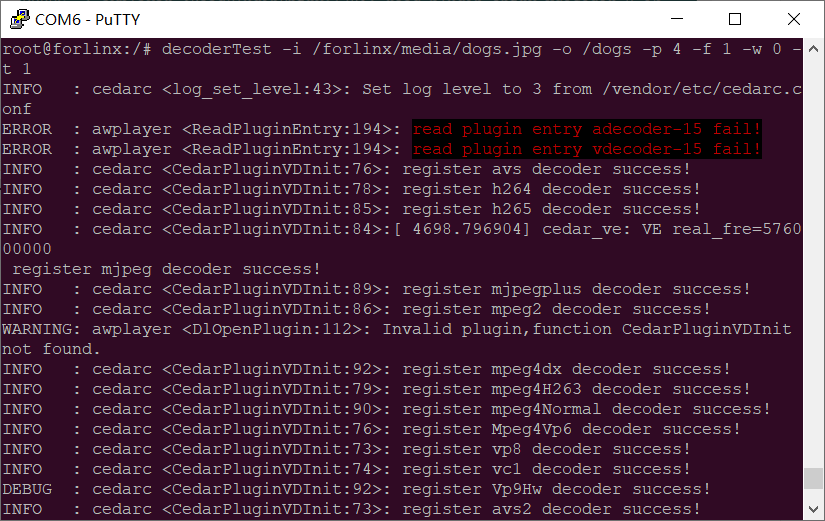 COM6 - PuTTY
root@forlinx:/# decoderTest -i /forlinx/media/dogs.jpg -o /dogs -p 4 -f 1 -w 0 -
t 1
INFO   : cedarc <log_set_level:43>: Set log level to 3 from /vendor/etc/cedarc.c
onf
ERROR  : awplayer <ReadPluginEntry:194>: read plugin entry adecoder-15 fail!
ERROR  : awplayer <ReadPluginEntry:194>: read plugin entry vdecoder-15 fail!
INFO   : cedarc <CedarPluginVDInit:76>: register avs decoder success!
INFO   : cedarc <CedarPluginVDInit:78>: register h264 decoder success!
INFO   : cedarc <CedarPluginVDInit:85>: register h265 decoder success!
INFO   : cedarc <CedarPluginVDInit:84>:[ 4698.796904] cedar_ve: VE real_fre=5760
00000
 register mjpeg decoder success!
INFO   : cedarc <CedarPluginVDInit:89>: register mjpegplus decoder success!
INFO   : cedarc <CedarPluginVDInit:86>: register mpeg2 decoder success!
WARNING: awplayer <DlOpenPlugin:112>: Invalid plugin,function CedarPluginVDInit
not found.
INFO   : cedarc <CedarPluginVDInit:92>: register mpeg4dx decoder success!
INFO   : cedarc <CedarPluginVDInit:79>: register mpeg4H263 decoder success!
INFO   : cedarc <CedarPluginVDInit:90>: register mpeg4Normal decoder success!
INFO   : cedarc <CedarPluginVDInit:76>: register Mpeg4Vp6 decoder success!
INFO   : cedarc <CedarPluginVDInit:73>: register vp8 decoder success!
INFO   : cedarc <CedarPluginVDInit:74>: register vc1 decoder success!
DEBUG  : cedarc <CedarPluginVDInit:92>: register Vp9Hw decoder success!
INFO   : cedarc <CedarPluginVDInit:73>: register avs2 decoder success!